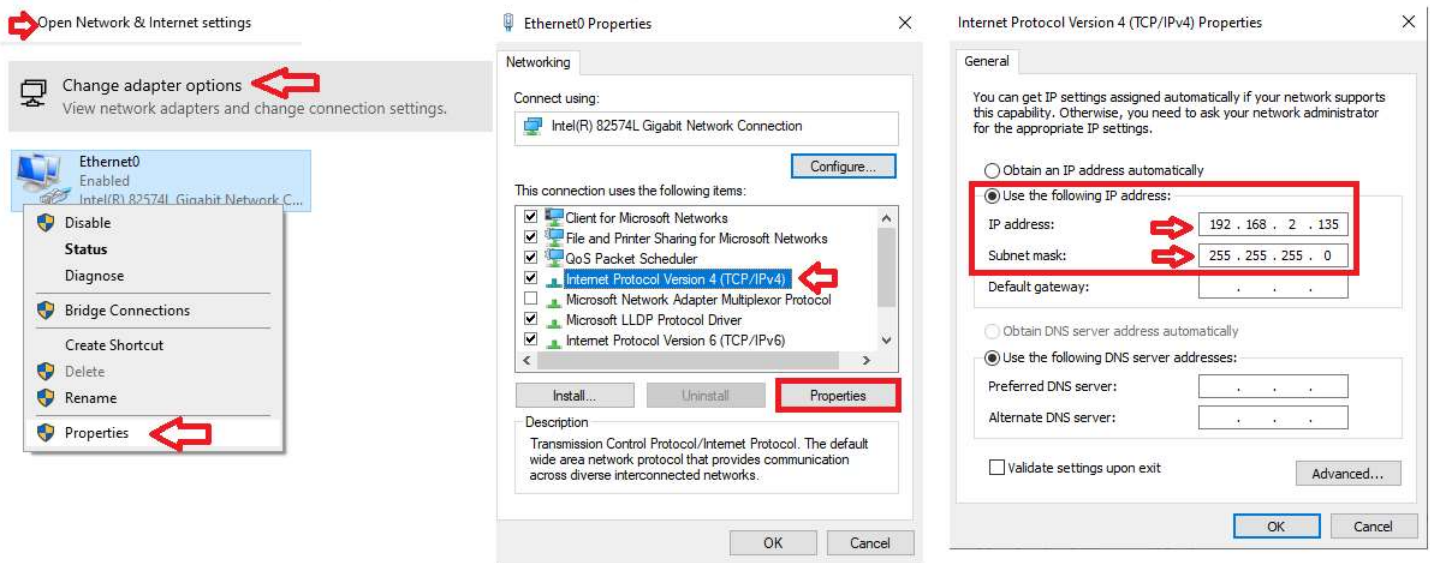 Open Network & Internet settings
Change adapter options
View network adapters and change connection settings.
Ethernet0
Enabled
Intel(R) 82574L Gigabit Network C...
Disable
Status
Diagnose
Bridge Connections
Create Shortcut
Delete
Rename
Properties
Ethernet0 Properties
Networking
Connect using:
Intel(R) 82574L Gigabit Network Connection
Configure...
This connection uses the following items:
Client for Microsoft Networks
File and Printer Sharing for Microsoft Networks
QoS Packet Scheduler
Internet Protocol Version 4 (TCP/IPv4)
Microsoft Network Adapter Multiplexor Protocol
Microsoft LLDP Protocol Driver
Internet Protocol Version 6 (TCP/IPv6)
Install... Uninstall Properties
Description
Transmission Control Protocol/Internet Protocol. The default
wide area network protocol that provides communication
across diverse interconnected networks.
OK Cancel
Internet Protocol Version 4 (TCP/IPv4) Properties
General
You can get IP settings assigned automatically if your network supports
this capability. Otherwise, you need to ask your network administrator
for the appropriate IP settings.
Obtain an IP address automatically
Use the following IP address:
IP address: 192 . 168 . 2 . 135
Subnet mask: 255 . 255 . 255 . 0
Default gateway: . . .
Obtain DNS server address automatically
Use the following DNS server addresses:
Preferred DNS server: . . .
Alternate DNS server: . . .
Validate settings upon exit
Advanced...
OK Cancel